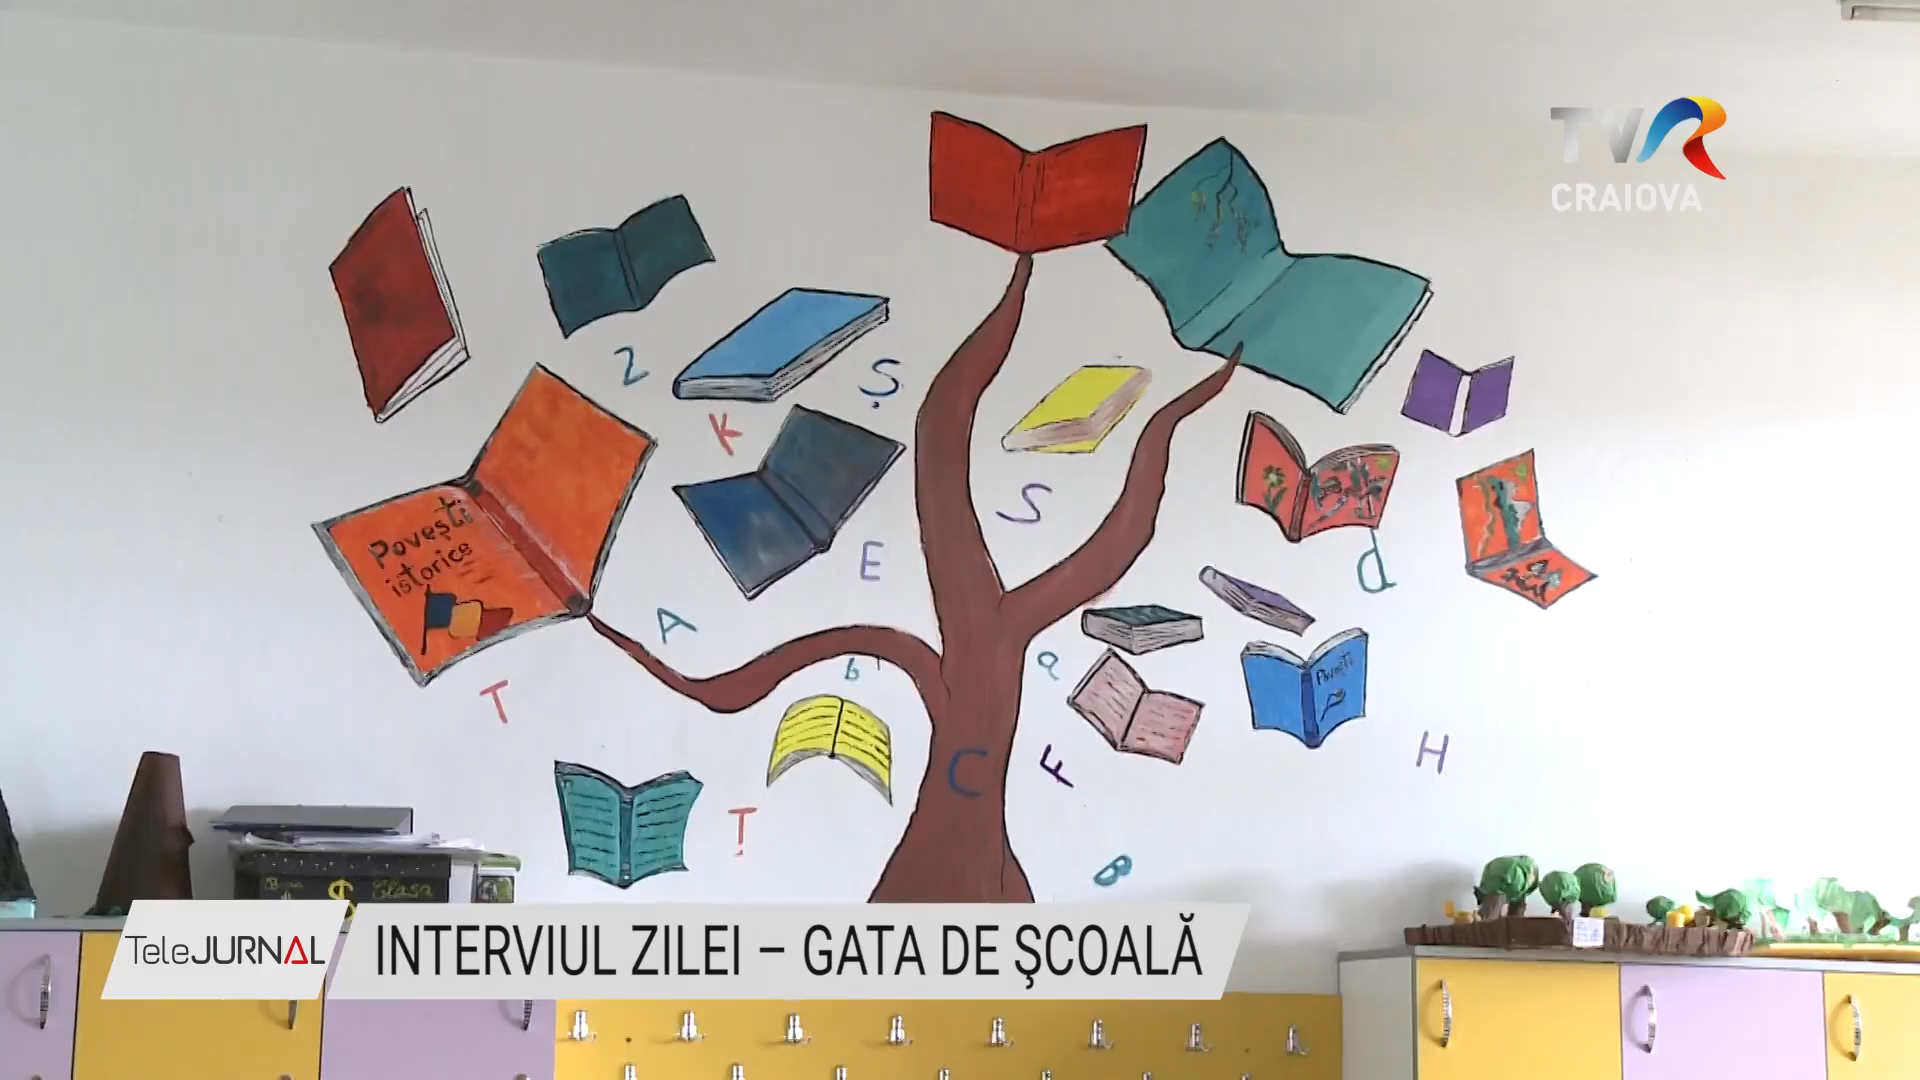 TVR
CRAIOVA
Z
K
Ș
S
Povești
istorice
E
d
A
b
a
Povești
T
C
F
H
Ț
B
$
Clasa
TeleJURNAL
INTERVIUL ZILEI – GATA DE ŞCOALĂ